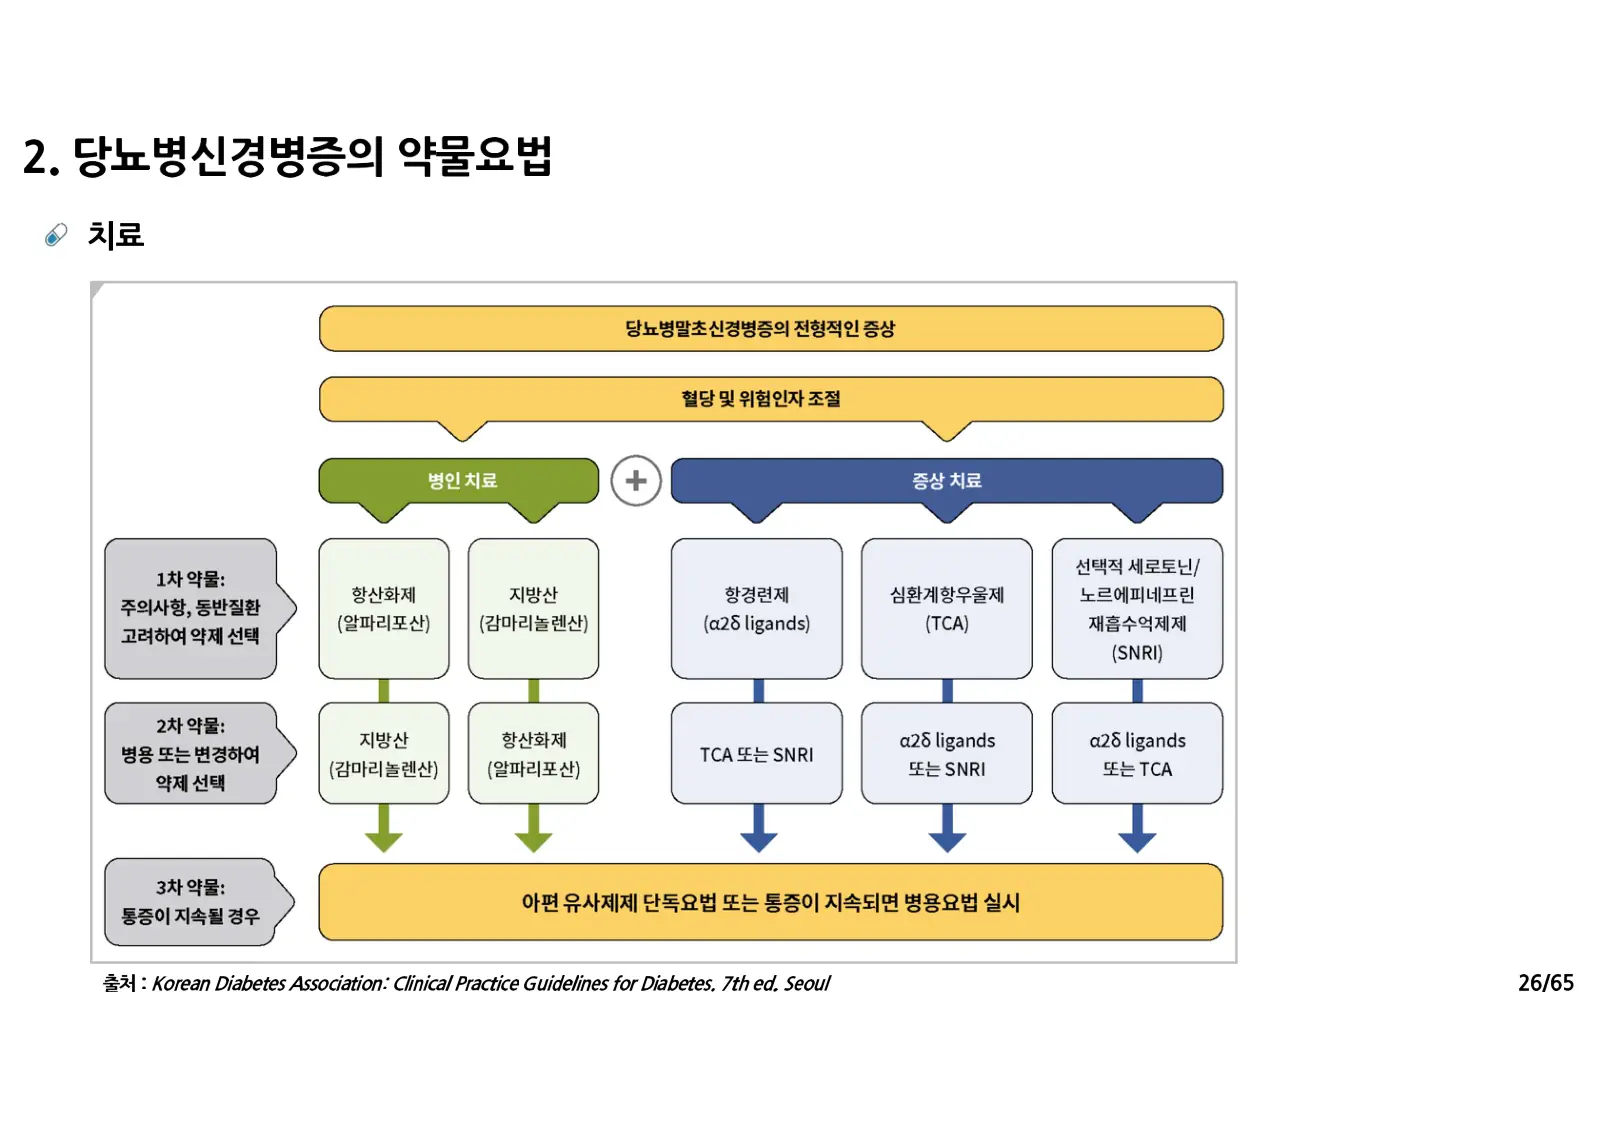 2. 당뇨병신경병증의 약물요법
치료
당뇨병말초신경병증의 전형적인 증상
혈당 및 위험인자 조절
병인 치료
+
증상 치료
1차 약물:
주의사항, 동반질환
고려하여 약제 선택
항산화제
(알파리포산)
지방산
(감마리놀렌산)
항경련제
(α2δ ligands)
심환계항우울제
(TCA)
선택적 세로토닌/
노르에피네프린
재흡수억제제
(SNRI)
2차 약물:
병용 또는 변경하여
약제 선택
지방산
(감마리놀렌산)
항산화제
(알파리포산)
TCA 또는 SNRI
α2δ ligands
또는 SNRI
α2δ ligands
또는 TCA
3차 약물:
통증이 지속될 경우
아편 유사제제 단독요법 또는 통증이 지속되면 병용요법 실시
출처 : Korean Diabetes Association: Clinical Practice Guidelines for Diabetes. 7th ed. Seoul
26/65